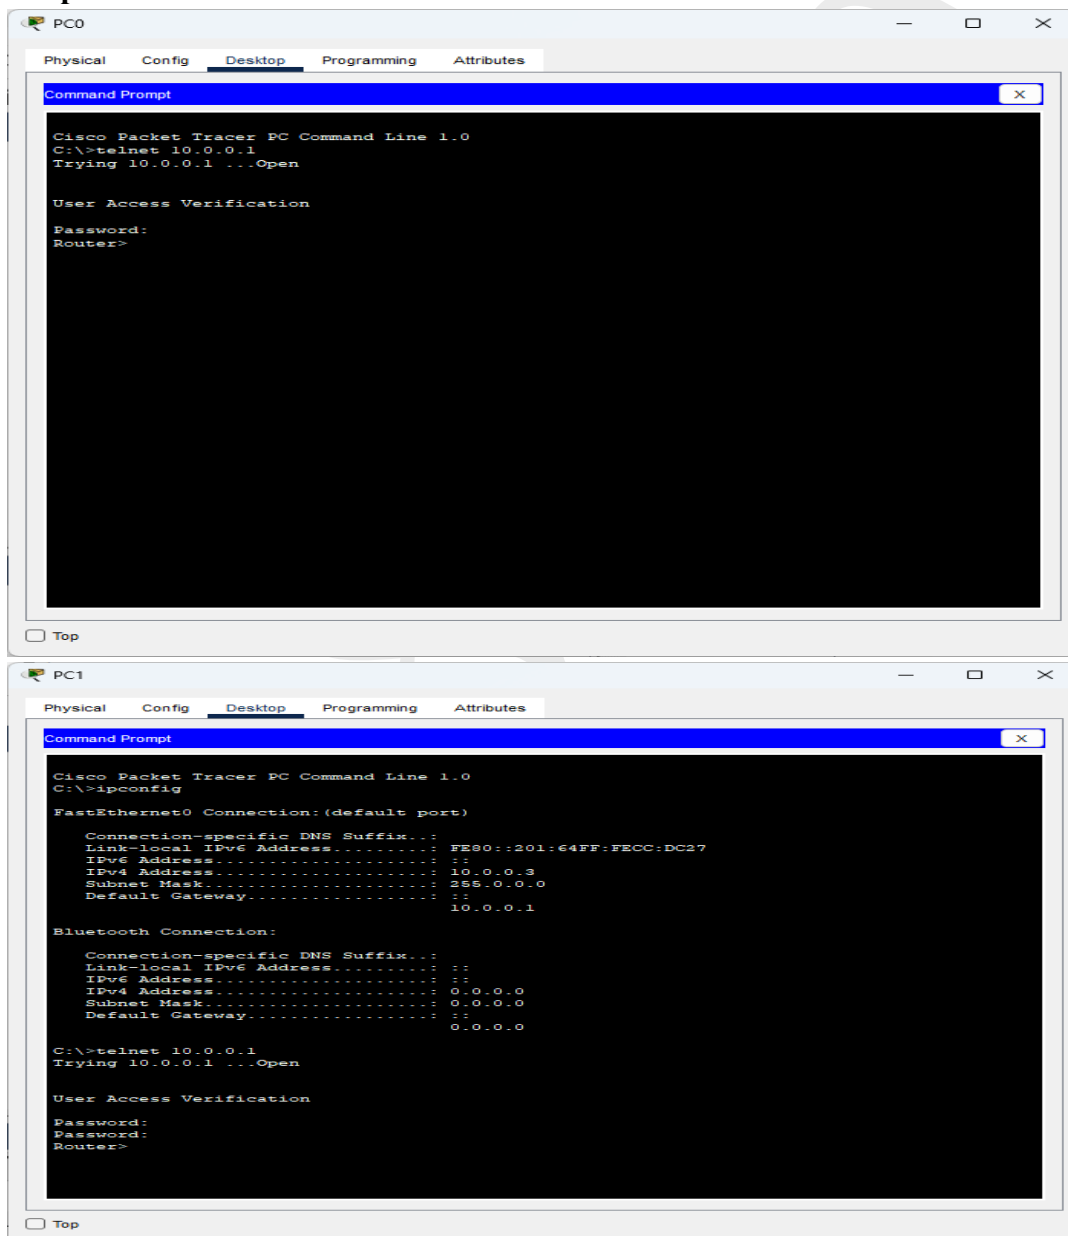 PC0
Physical Config Desktop Programming Attributes
Command Prompt X
Cisco Packet Tracer PC Command Line 1.0
C:\>telnet 10.0.0.1
Trying 10.0.0.1 ...Open
User Access Verification
Password:
Router>
Top
PC1
Physical Config Desktop Programming Attributes
Command Prompt X
Cisco Packet Tracer PC Command Line 1.0
C:\>ipconfig
FastEthernet0 Connection:(default port)
Connection-specific DNS Suffix..:
Link-local IPv6 Address.........: FE80::201:64FF:FECC:DC27
IPv6 Address....................: ::
IPv4 Address....................: 10.0.0.3
Subnet Mask.....................: 255.0.0.0
Default Gateway.................: ::
10.0.0.1
Bluetooth Connection:
Connection-specific DNS Suffix..:
Link-local IPv6 Address.........: ::
IPv6 Address....................: ::
IPv4 Address....................: 0.0.0.0
Subnet Mask.....................: 0.0.0.0
Default Gateway.................: ::
0.0.0.0
C:\>telnet 10.0.0.1
Trying 10.0.0.1 ...Open
User Access Verification
Password:
Password:
Router>
Top